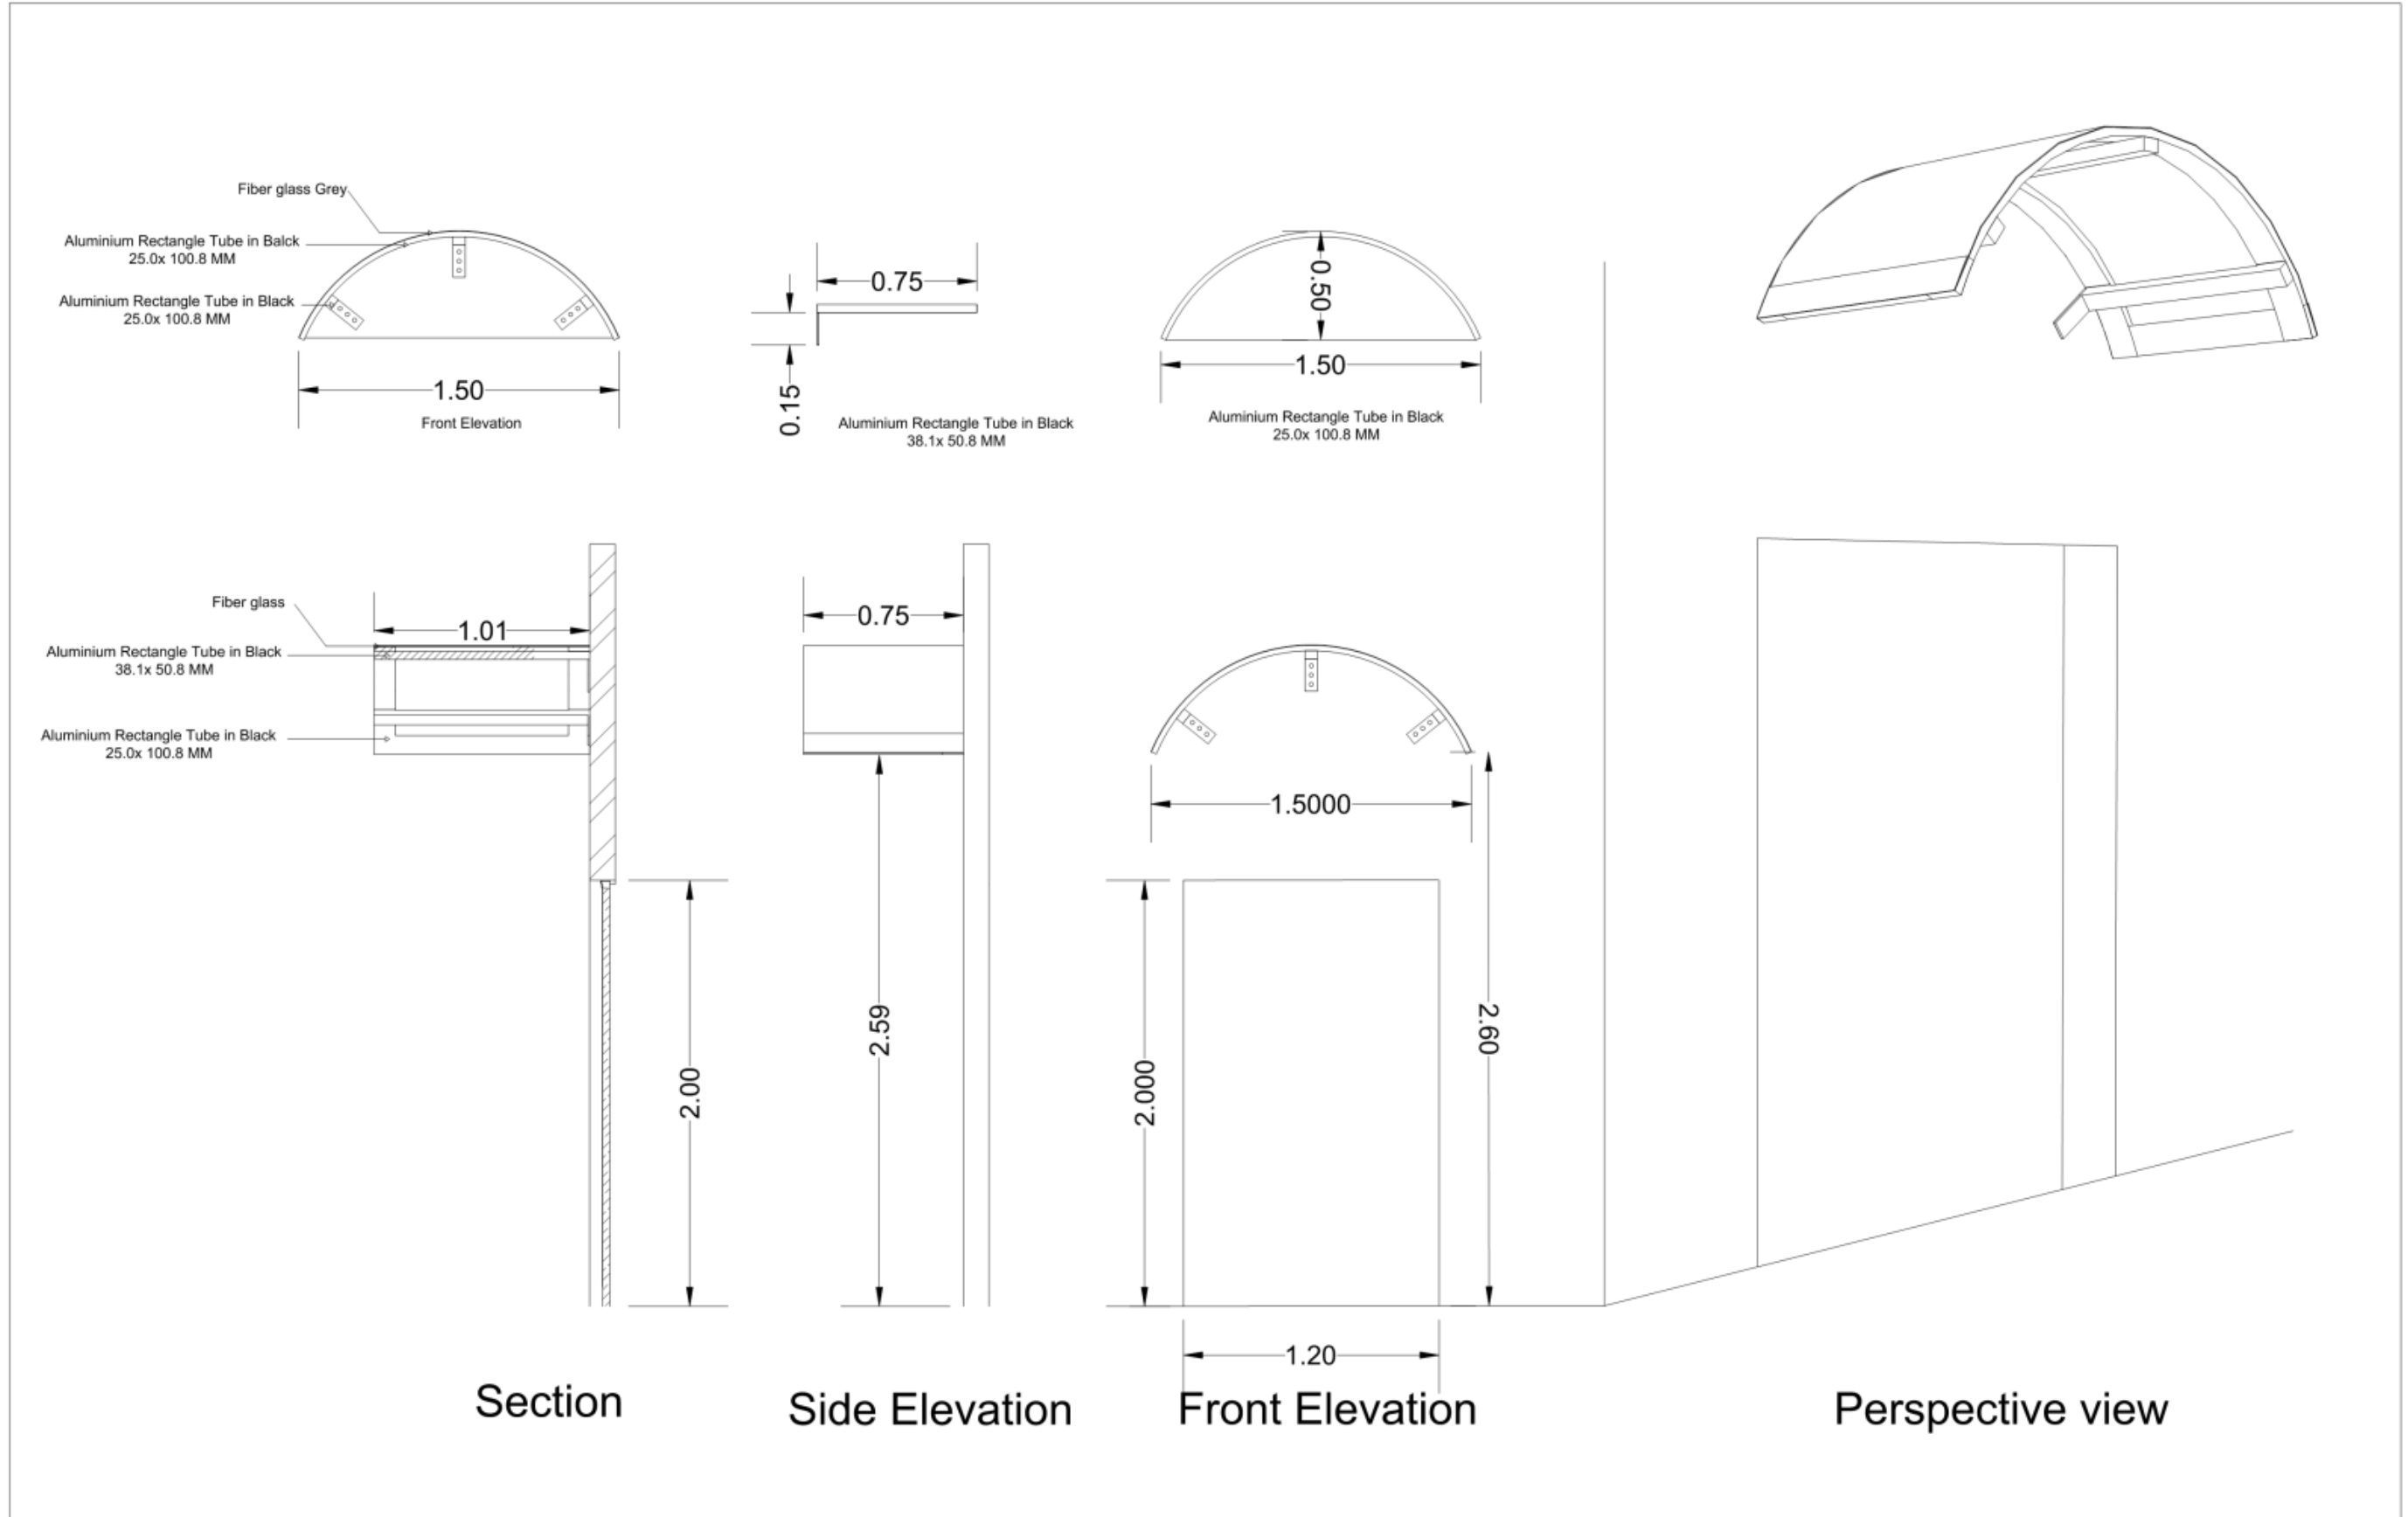 Fiber glass Grey
Aluminium Rectangle Tube in Balck
25.0x 100.8 MM
Aluminium Rectangle Tube in Black
25.0x 100.8 MM
1.50
Front Elevation
0.75
0.15
Aluminium Rectangle Tube in Black
38.1x 50.8 MM
0.50
1.50
Aluminium Rectangle Tube in Black
25.0x 100.8 MM
Fiber glass
1.01
Aluminium Rectangle Tube in Black
38.1x 50.8 MM
Aluminium Rectangle Tube in Black
25.0x 100.8 MM
2.00
Section
0.75
2.59
Side Elevation
1.5000
2.000
2.60
1.20
Front Elevation
Perspective view